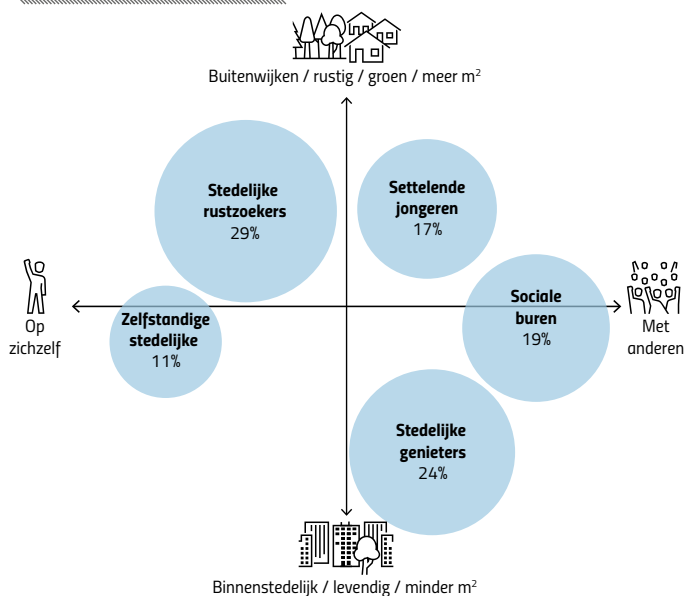 Buitenwijken / rustig / groen / meer m²
Stedelijke
rustzoekers
29%
Settelende
jongeren
17%
Op
zichzelf
Zelfstandige
stedelijke
11%
Sociale
buren
19%
Met
anderen
Stedelijke
genieters
24%
Binnenstedelijk / levendig / minder m²